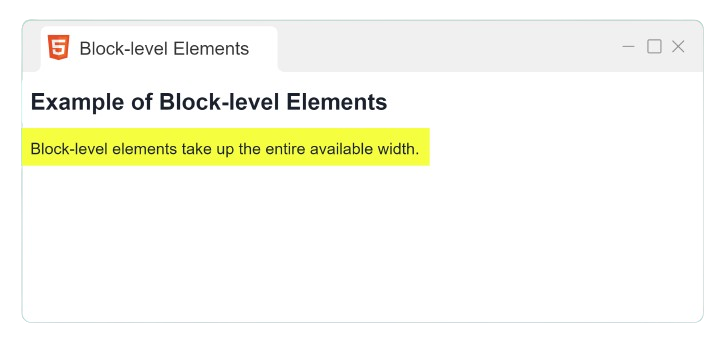 Block-level Elements
Example of Block-level Elements
Block-level elements take up the entire available width.